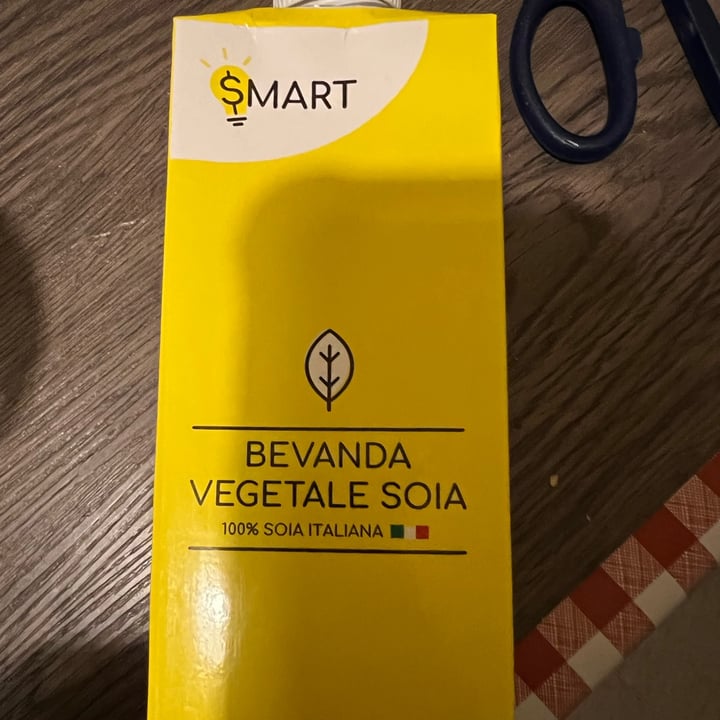 $MART
BEVANDA
VEGETALE SOIA
100% SOIA ITALIANA